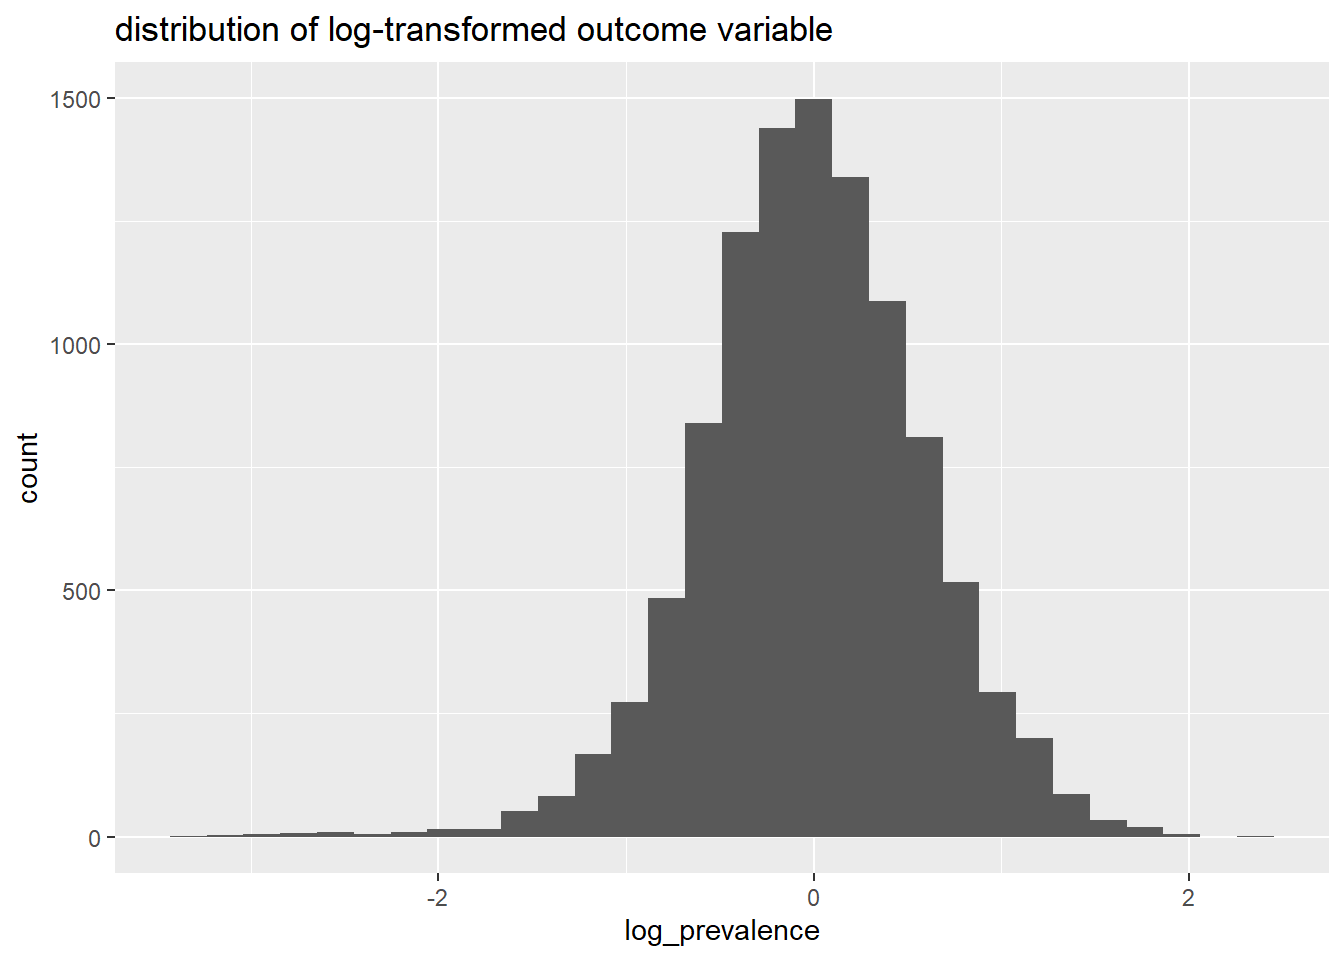 distribution of log-transformed outcome variable
1500
1000
500
0
count
-2
0
2
log_prevalence